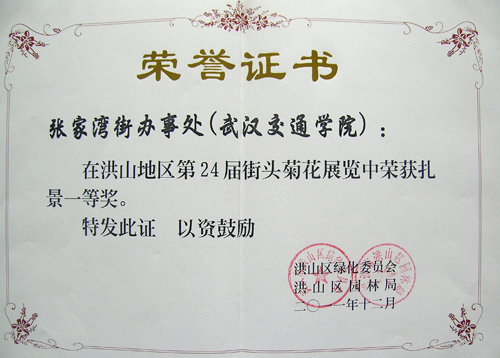 荣誉证书
张家湾街办事处(武汉交通学院)：
在洪山地区第24届街头菊花展览中荣获扎
景一等奖。
特发此证 以资鼓励
洪山区绿化委员会
洪山区园林局
二〇一一年十二月